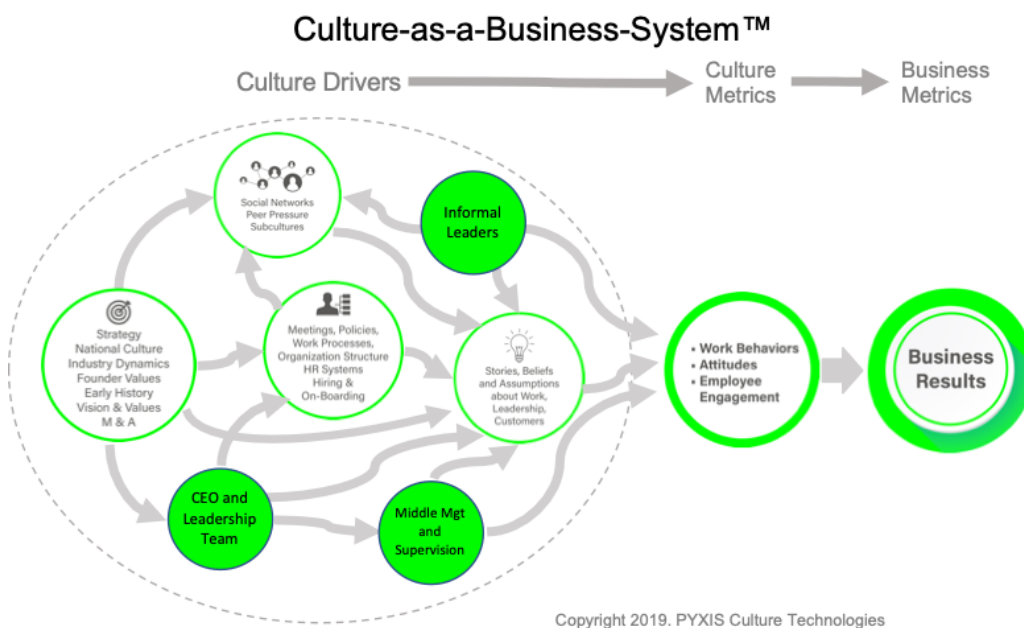 Culture-as-a-Business-System™
Culture Drivers
Culture
Metrics
Business
Metrics
Social Networks
Peer Pressure
Subcultures
Informal
Leaders
Strategy
National Culture
Industry Dynamics
Founder Values
Early History
Vision & Values
M & A
Meetings, Policies,
Work Processes,
Organization Structure
HR Systems
Hiring &
On-Boarding
Stories, Beliefs
and Assumptions
about Work,
Leadership,
Customers
CEO and
Leadership
Team
Middle Mgt
and
Supervision
▪ Work Behaviors
▪ Attitudes
▪ Employee
Engagement
Business
Results
Copyright 2019. PYXIS Culture Technologies